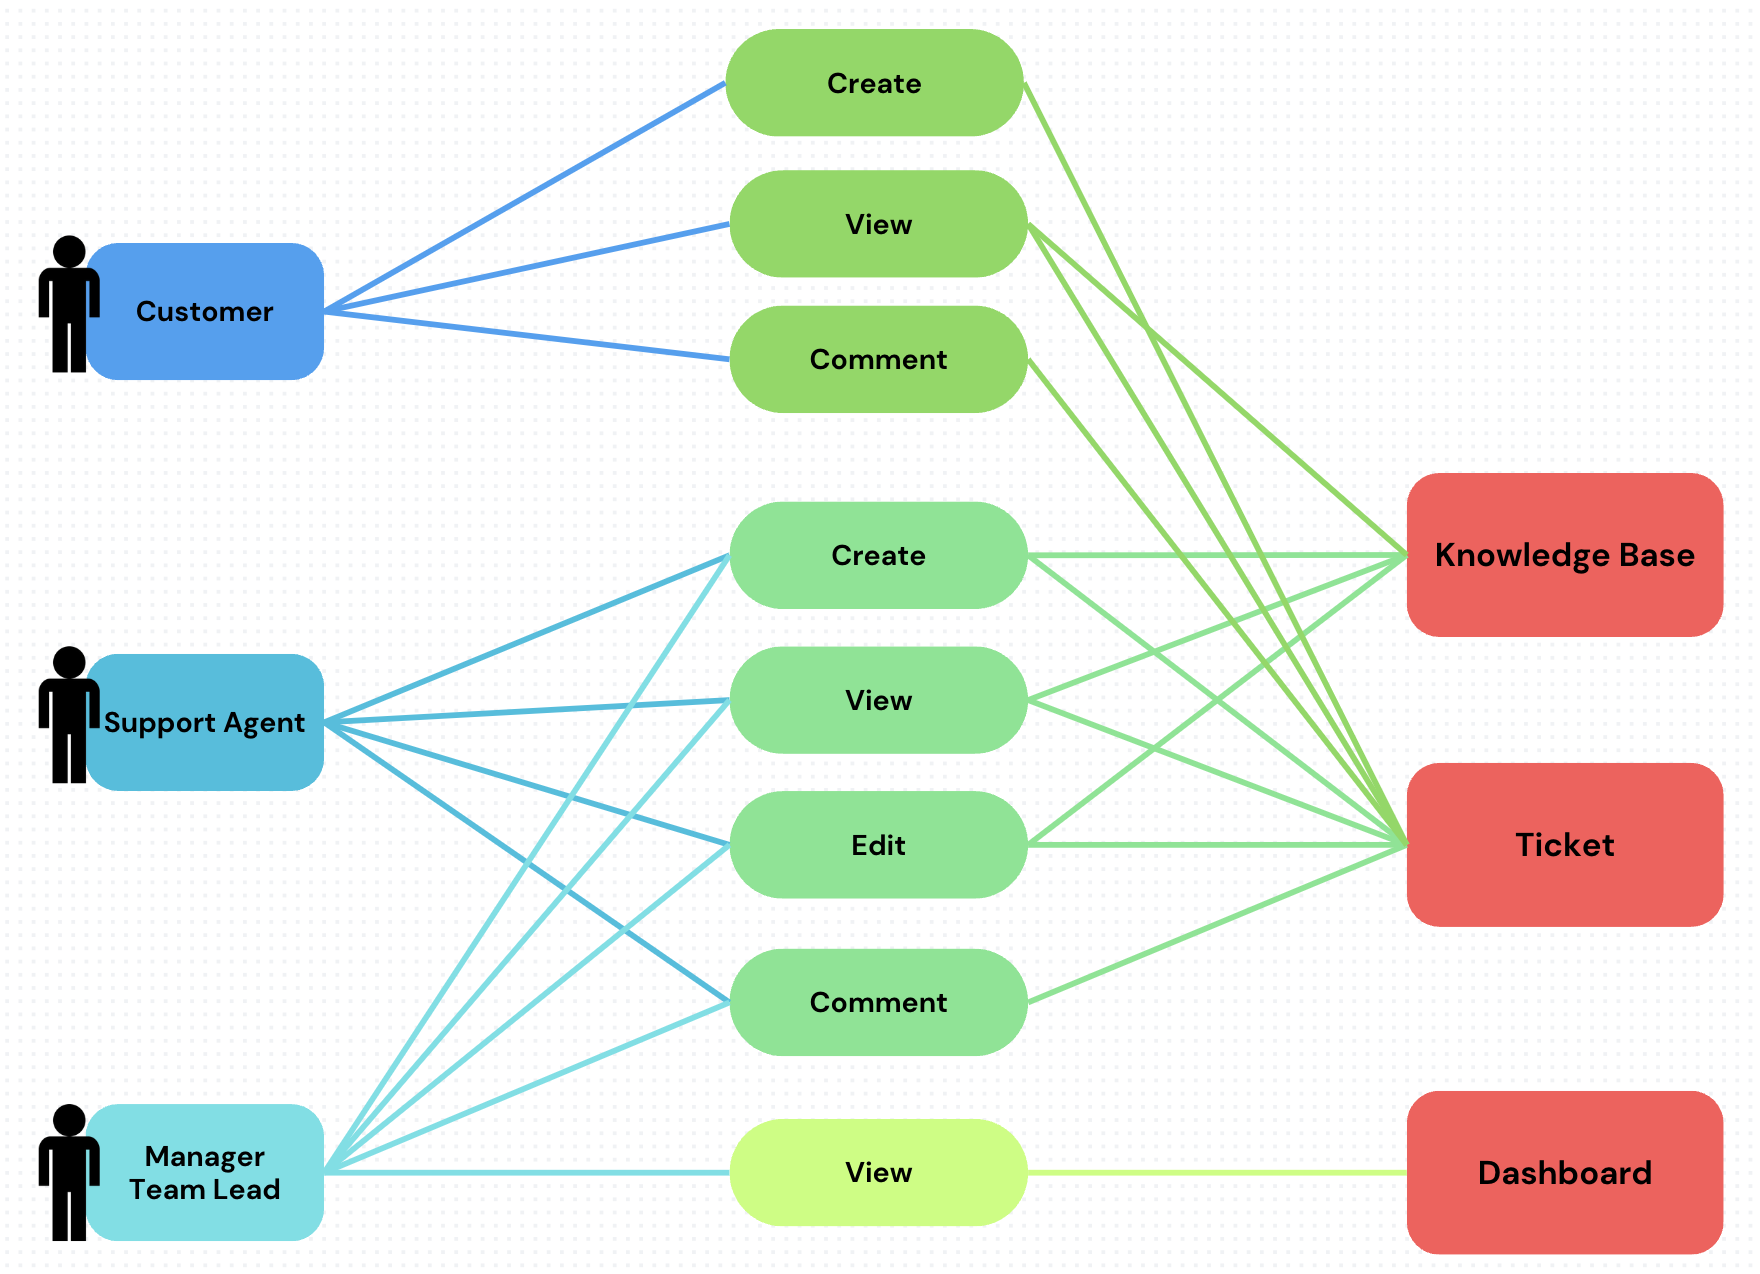 Create
View
Customer
Comment
Create
Knowledge Base
View
Support Agent
Edit
Ticket
Comment
Manager
Team Lead
View
Dashboard